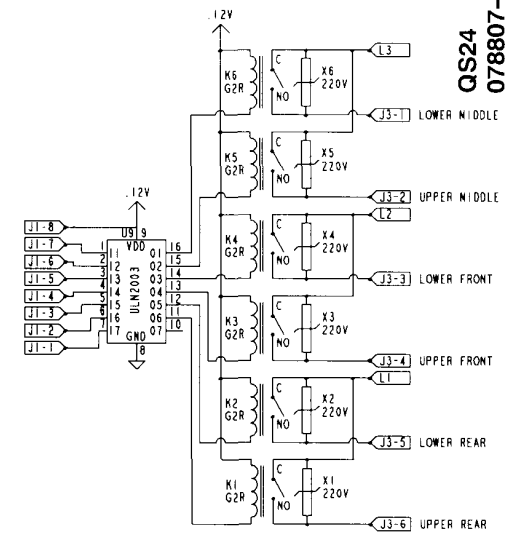 .12V
QS24
078807-
L3
C
K6
G2R
X6
220V
NO
J3-1 LOWER NIDDLE
C
K5
G2R
X5
220V
NO
J3-2 UPPER NIDDLE
L2
.12V
J1-8
J1-7
J1-6
J1-5
J1-4
J1-3
J1-2
J1-1
U9 9
VDD
1 I1 O1 16
2 I2 O2 15
3 I3 O3 14
4 I4 O4 13
5 I5 O5 12
6 I6 O6 11
7 I7 O7 10
ULN2003
GND
8
C
K4
G2R
X4
220V
NO
J3-3 LOWER FRONT
C
K3
G2R
X3
220V
NO
J3-4 UPPER FRONT
L1
C
K2
G2R
X2
220V
NO
J3-5 LOWER REAR
C
K1
G2R
X1
220V
NO
J3-6 UPPER REAR